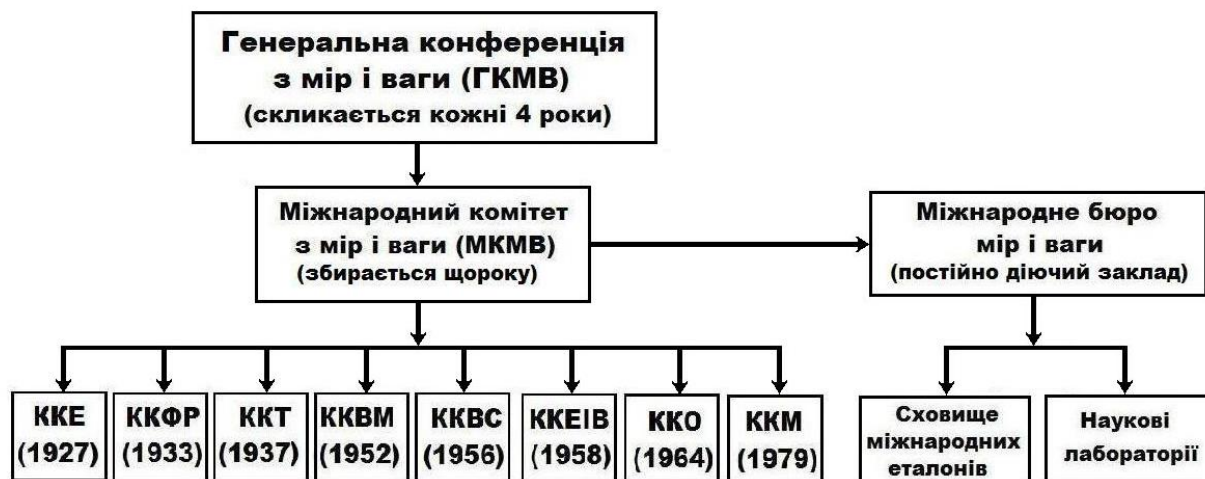 Генеральна конференція
з мір і ваги (ГКМВ)
(скликається кожні 4 роки)
Міжнародний комітет
з мір і ваги (МКМВ)
(збирається щороку)
Міжнародне бюро
мір і ваги
(постійно діючий заклад)
ККЕ
(1927)
ККФР
(1933)
ККТ
(1937)
ККВМ
(1952)
ККВС
(1956)
ККЕІВ
(1958)
ККО
(1964)
ККМ
(1979)
Сховище
міжнародних
еталонів
Наукові
лабораторії